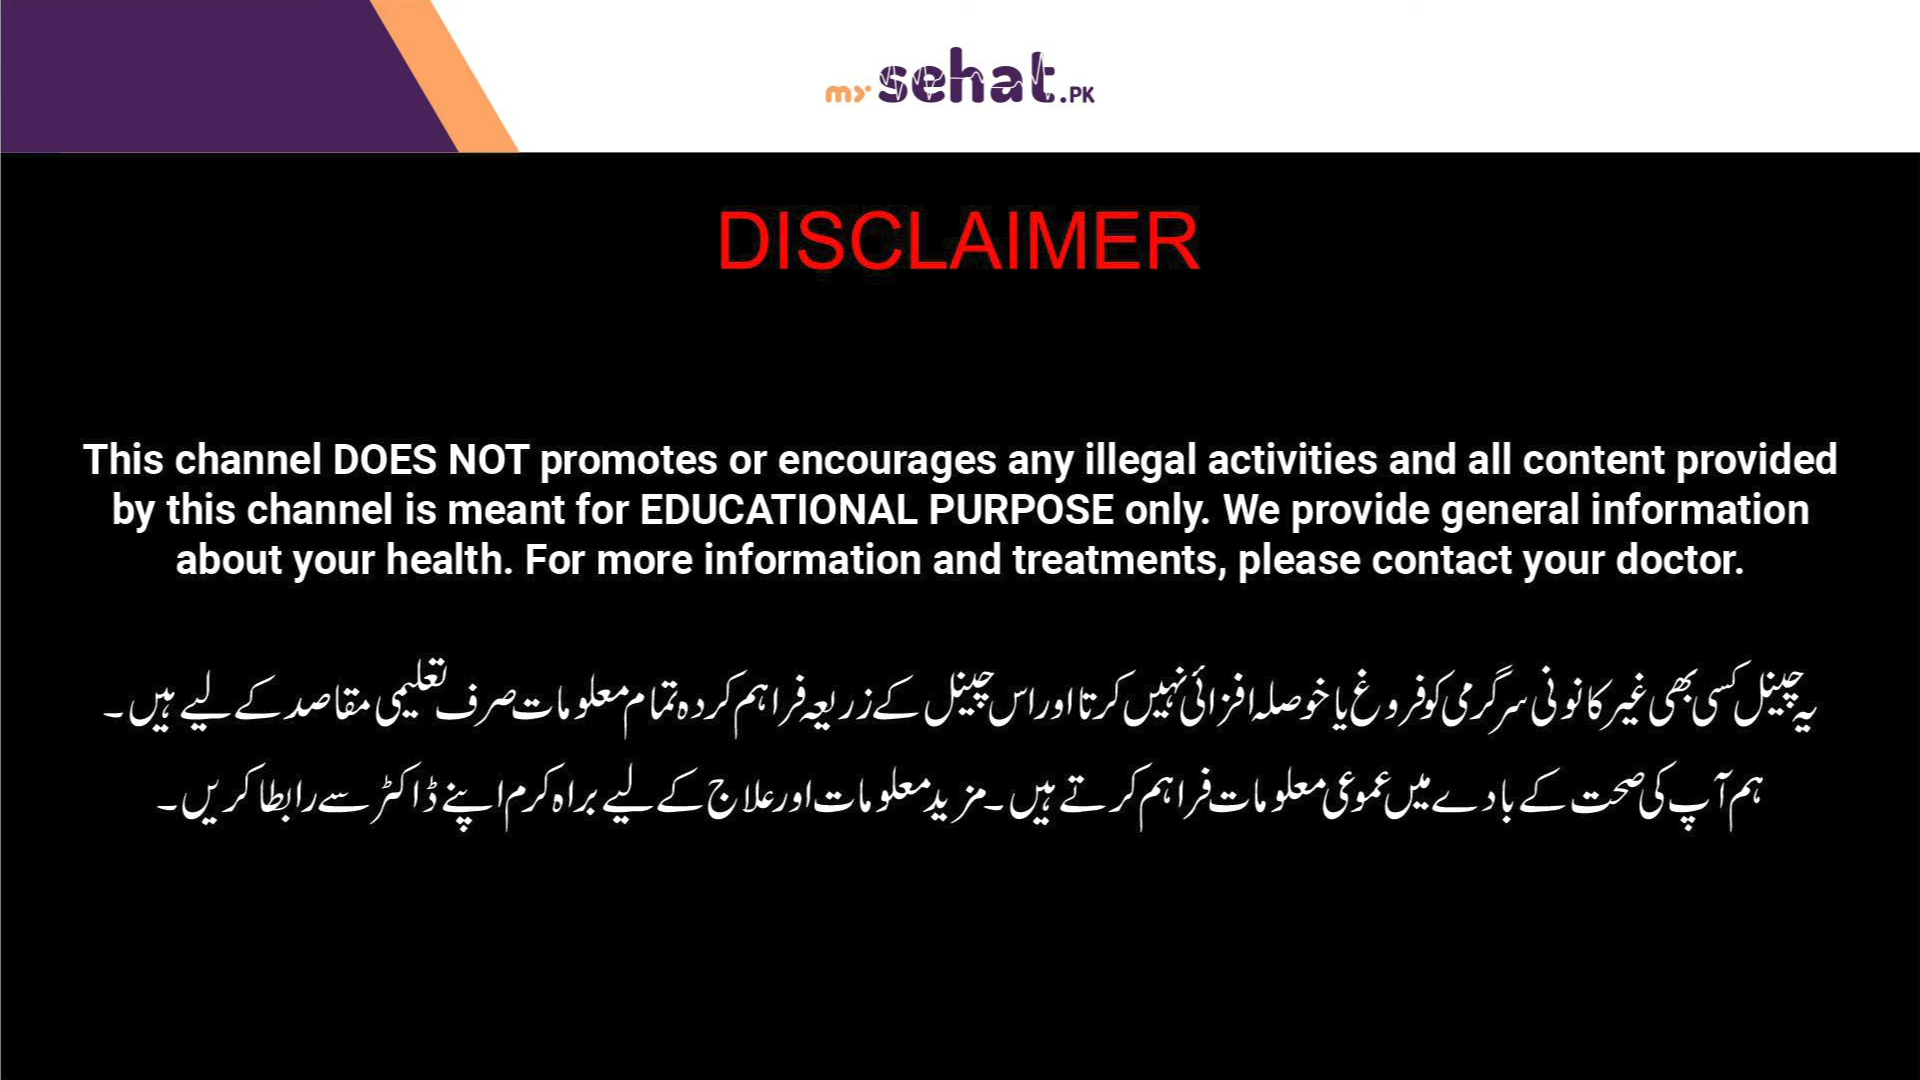 my sehat.PK
DISCLAIMER
This channel DOES NOT promotes or encourages any illegal activities and all content provided
by this channel is meant for EDUCATIONAL PURPOSE only. We provide general information
about your health. For more information and treatments, please contact your doctor.
یہ چینل کسی بھی غیر کانونی سرگرمی کو فروغ یا خوصلہ افزائی نہیں کرتا اور اس چینل کے زریعہ فراہم کردہ تمام معلومات صرف تعلیمی مقاصد کے لیے ہیں۔
ہم آپ کی صحت کے بادے میں عموعی معلومات فراہم کرتے ہیں۔ مزید معلومات اور علاج کے لیے براہ کرم اپنے ڈاکٹر سے رابطا کریں۔